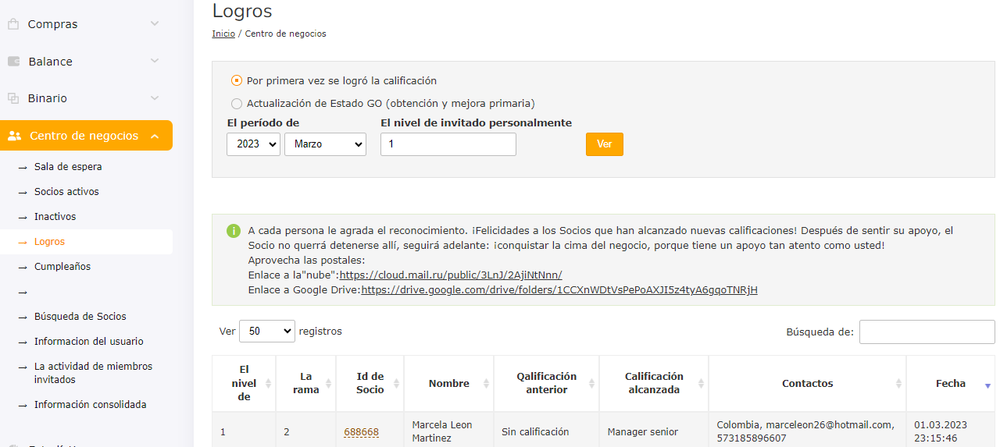 Compras
Balance
Binario
Centro de negocios
Sala de espera
Socios activos
Inactivos
Logros
Cumpleaños
Búsqueda de Socios
Informacion del usuario
La actividad de miembros
invitados
Información consolidada
Logros
Inicio / Centro de negocios
Por primera vez se logró la calificación
Actualización de Estado GO (obtención y mejora primaria)
El período de El nivel de invitado personalmente
2023 Marzo 1 Ver
A cada persona le agrada el reconocimiento. ¡Felicidades a los Socios que han alcanzado nuevas calificaciones! Después de sentir su apoyo, el
Socio no querrá detenerse allí, seguirá adelante: ¡conquistar la cima del negocio, porque tiene un apoyo tan atento como usted!
Aprovecha las postales:
Enlace a la"nube":https://cloud.mail.ru/public/3LnJ/2AjiNtNnn/
Enlace a Google Drive:https://drive.google.com/drive/folders/1CCXnWDtVsPePoAXJI5z4tyA6gqoTNRjH
Ver 50 registros Búsqueda de:
El
nivel
de
La
rama
Id de
Socio
Nombre
Qalificación
anterior
Calificación
alcanzada
Contactos
Fecha
1
2
688668
Marcela Leon
Martinez
Sin calificación
Manager senior
Colombia, marceleon26@hotmail.com,
573185896607
01.03.2023
23:15:46